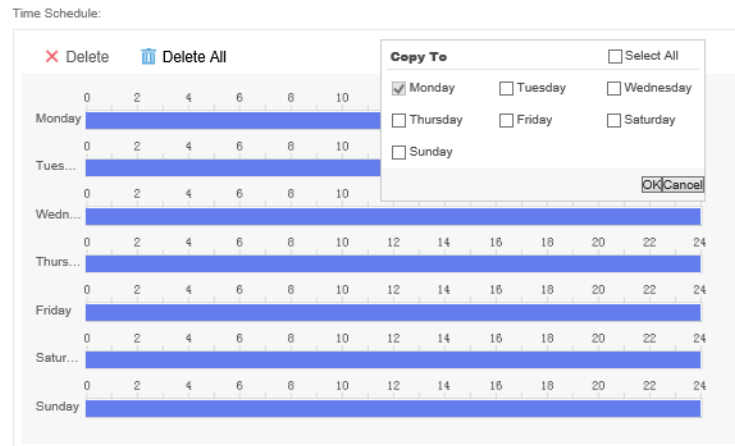 Time Schedule:
Delete Delete All
Copy To Select All
Monday Tuesday Wednesday
Thursday Friday Saturday
Sunday
OK Cancel
0 2 4 6 8 10
Monday
0 2 4 6 8 10
Tues...
0 2 4 6 8 10
Wedn...
0 2 4 6 8 10 12 14 16 18 20 22 24
Thurs...
0 2 4 6 8 10 12 14 16 18 20 22 24
Friday
0 2 4 6 8 10 12 14 16 18 20 22 24
Satur...
0 2 4 6 8 10 12 14 16 18 20 22 24
Sunday